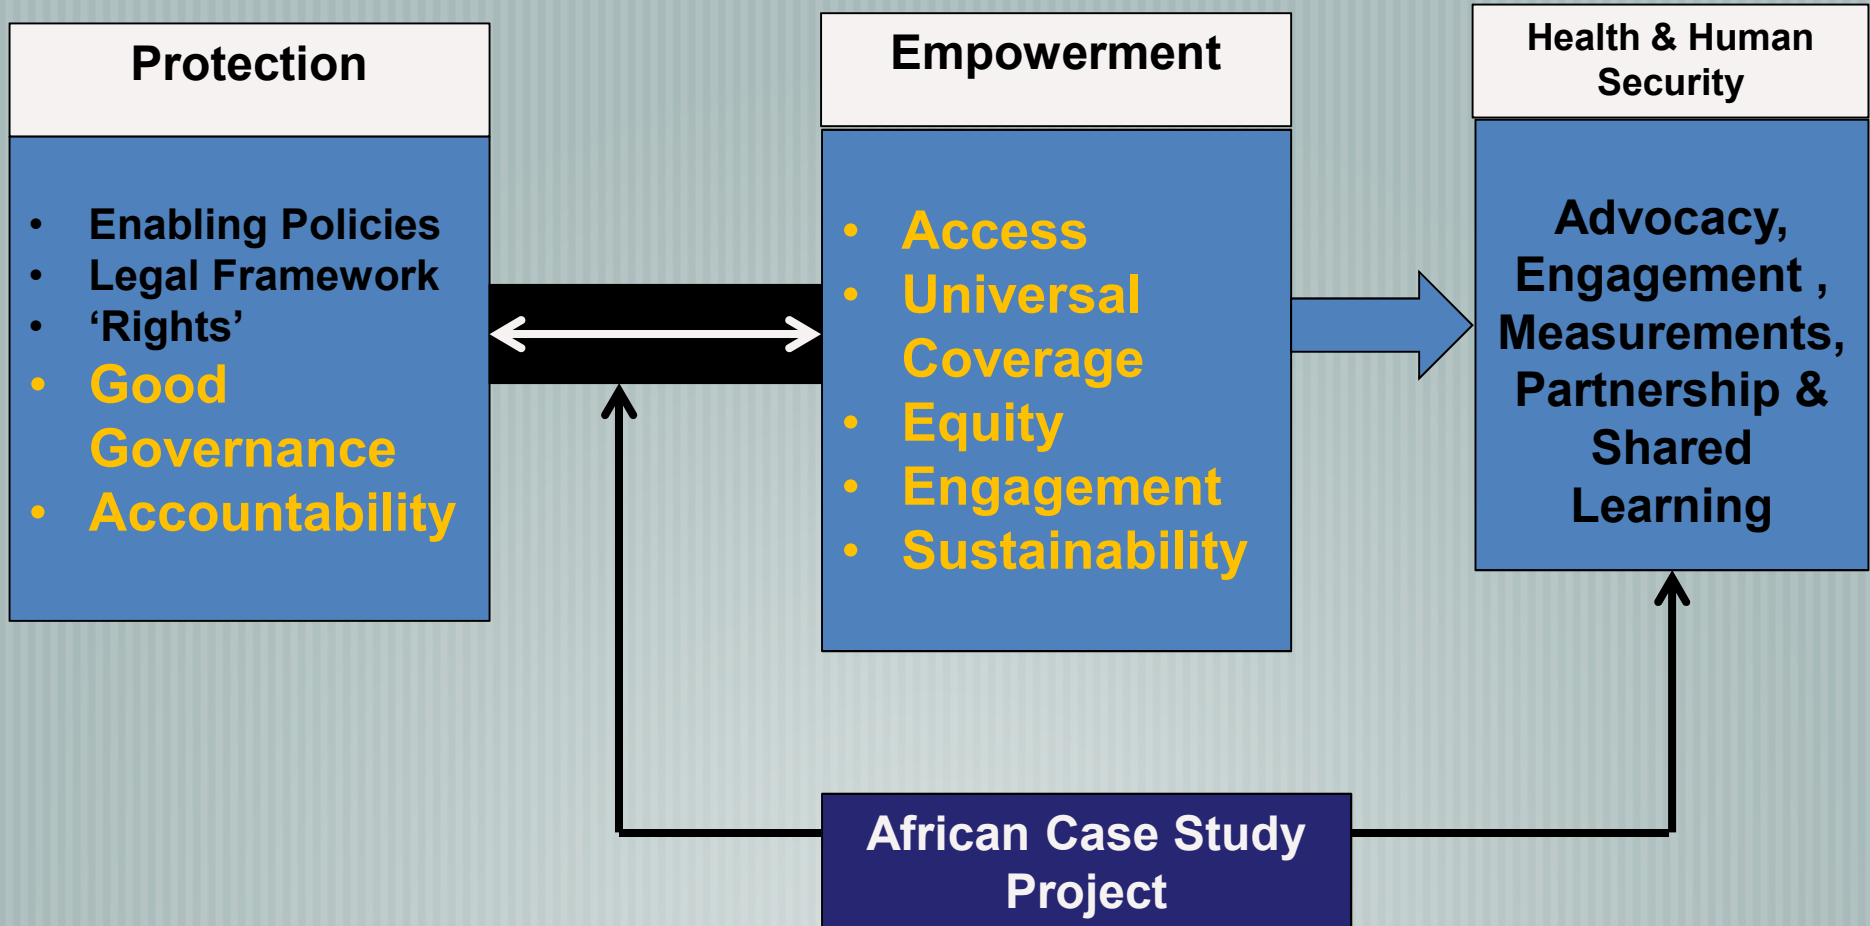 Protection
• Enabling Policies
• Legal Framework
• ‘Rights’
• Good
Governance
• Accountability
Empowerment
• Access
• Universal
Coverage
• Equity
• Engagement
• Sustainability
Health & Human
Security
Advocacy,
Engagement ,
Measurements,
Partnership &
Shared
Learning
African Case Study
Project